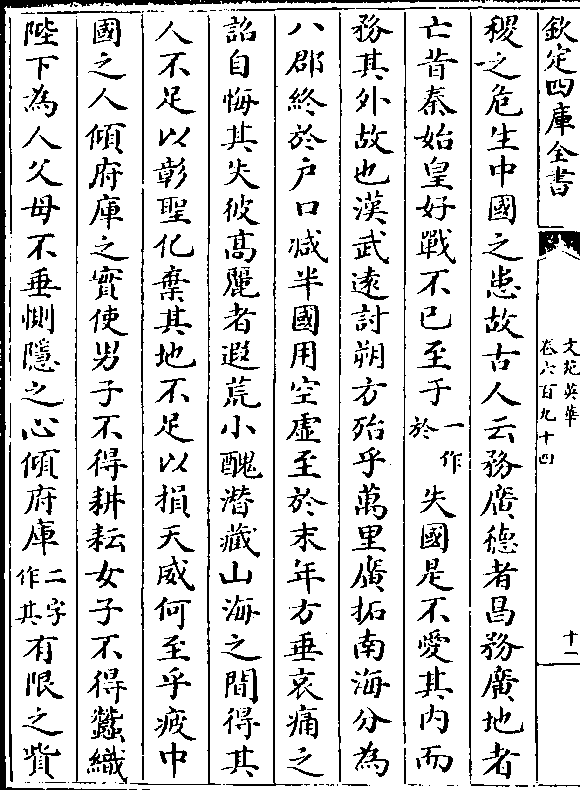 欽定四庫全書
文苑英華
卷六百九十四
十二
稷之危生中國之患故古人云務廣徳者昌務廣地者
亡昔秦始皇好戰不已至于一作於失國是不愛其内而
務其外故也漢武逺討朔方殆乎萬里廣拓南海分為
八郡終於户口減半國用空虛至於末年方垂哀痛之
詔自悔其失彼髙麗者遐荒小醜潛藏山海之間得其
人不足以彰聖化棄其地不足以損天威何至乎疲中
國之人傾府庫之實使男子不得耕耘女子不得蠶織
陛下為人父母不垂惻隱之心傾府庫二字作其有限之貲